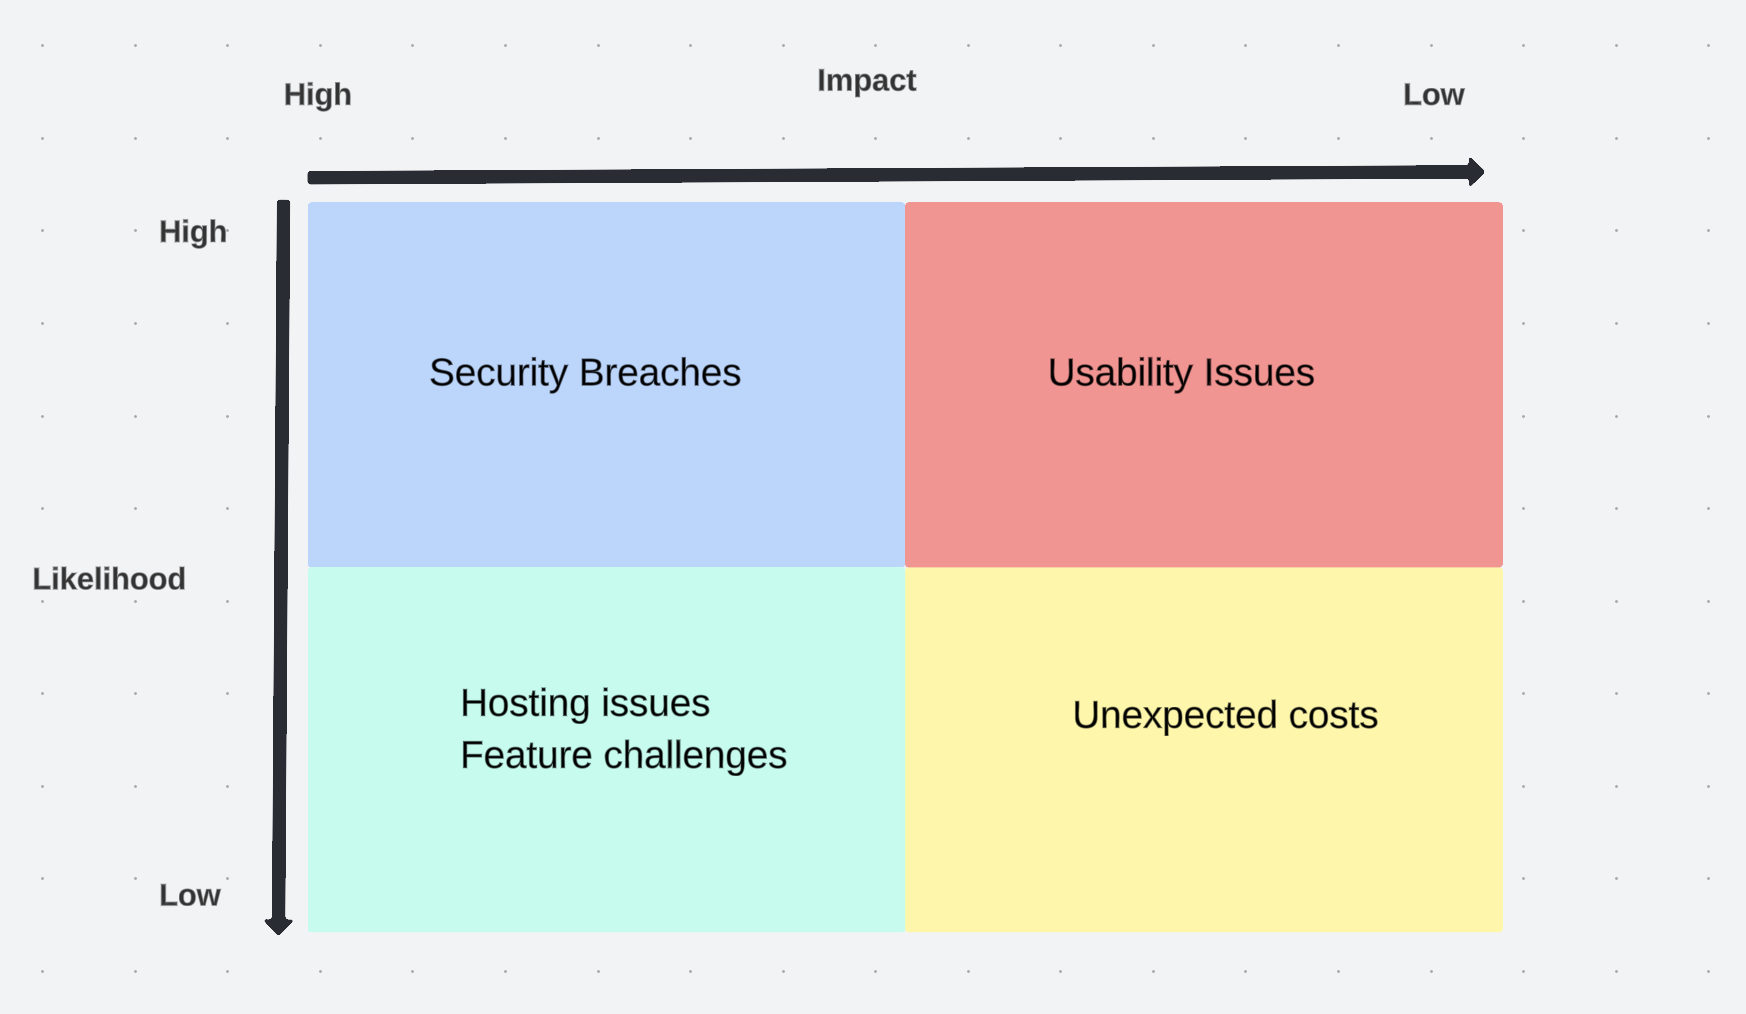 High
Impact
Low
High
Security Breaches
Usability Issues
Likelihood
Hosting issues
Feature challenges
Unexpected costs
Low